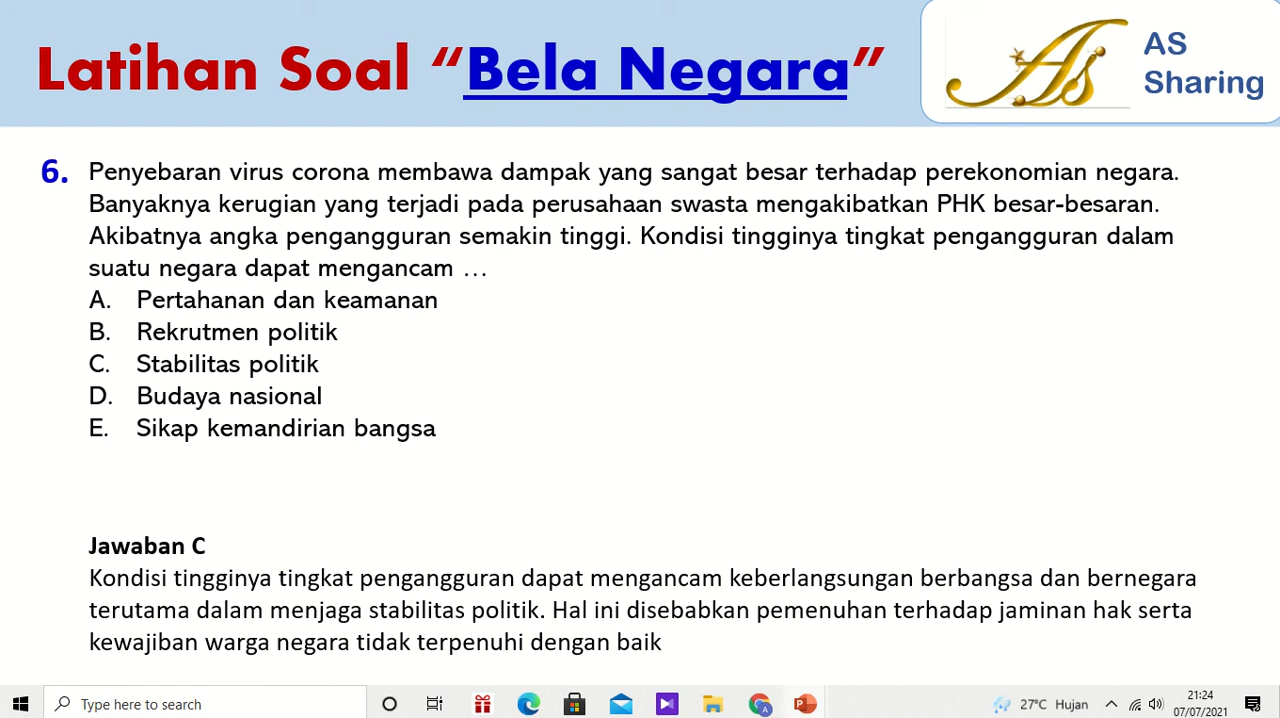 Latihan Soal “Bela Negara”
As
AS
Sharing
6. Penyebaran virus corona membawa dampak yang sangat besar terhadap perekonomian negara.
Banyaknya kerugian yang terjadi pada perusahaan swasta mengakibatkan PHK besar-besaran.
Akibatnya angka pengangguran semakin tinggi. Kondisi tingginya tingkat pengangguran dalam
suatu negara dapat mengancam …
A. Pertahanan dan keamanan
B. Rekrutmen politik
C. Stabilitas politik
D. Budaya nasional
E. Sikap kemandirian bangsa
Jawaban C
Kondisi tingginya tingkat pengangguran dapat mengancam keberlangsungan berbangsa dan bernegara
terutama dalam menjaga stabilitas politik. Hal ini disebabkan pemenuhan terhadap jaminan hak serta
kewajiban warga negara tidak terpenuhi dengan baik
Type here to search
27°C Hujan
21:24
07/07/2021